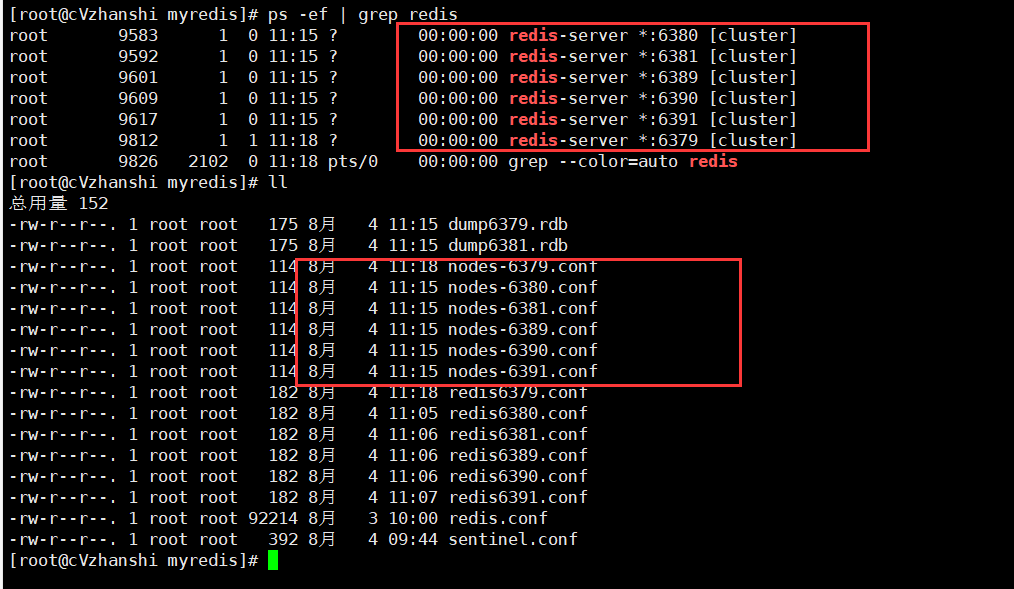 [root@cVzhanshi myredis]# ps -ef | grep redis
root       9583      1  0 11:15 ?        00:00:00 redis-server *:6380 [cluster]
root       9592      1  0 11:15 ?        00:00:00 redis-server *:6381 [cluster]
root       9601      1  0 11:15 ?        00:00:00 redis-server *:6389 [cluster]
root       9609      1  0 11:15 ?        00:00:00 redis-server *:6390 [cluster]
root       9617      1  0 11:15 ?        00:00:00 redis-server *:6391 [cluster]
root       9812      1  1 11:18 ?        00:00:00 redis-server *:6379 [cluster]
root       9826   2102  0 11:18 pts/0    00:00:00 grep --color=auto redis
[root@cVzhanshi myredis]# ll
总用量 152
-rw-r--r--. 1 root root   175 8月   4 11:15 dump6379.rdb
-rw-r--r--. 1 root root   175 8月   4 11:15 dump6381.rdb
-rw-r--r--. 1 root root   114 8月   4 11:18 nodes-6379.conf
-rw-r--r--. 1 root root   114 8月   4 11:15 nodes-6380.conf
-rw-r--r--. 1 root root   114 8月   4 11:15 nodes-6381.conf
-rw-r--r--. 1 root root   114 8月   4 11:15 nodes-6389.conf
-rw-r--r--. 1 root root   114 8月   4 11:15 nodes-6390.conf
-rw-r--r--. 1 root root   114 8月   4 11:15 nodes-6391.conf
-rw-r--r--. 1 root root   182 8月   4 11:18 redis6379.conf
-rw-r--r--. 1 root root   182 8月   4 11:05 redis6380.conf
-rw-r--r--. 1 root root   182 8月   4 11:06 redis6381.conf
-rw-r--r--. 1 root root   182 8月   4 11:06 redis6389.conf
-rw-r--r--. 1 root root   182 8月   4 11:06 redis6390.conf
-rw-r--r--. 1 root root   182 8月   4 11:07 redis6391.conf
-rw-r--r--. 1 root root 92214 8月   3 10:00 redis.conf
-rw-r--r--. 1 root root   392 8月   4 09:44 sentinel.conf
[root@cVzhanshi myredis]#